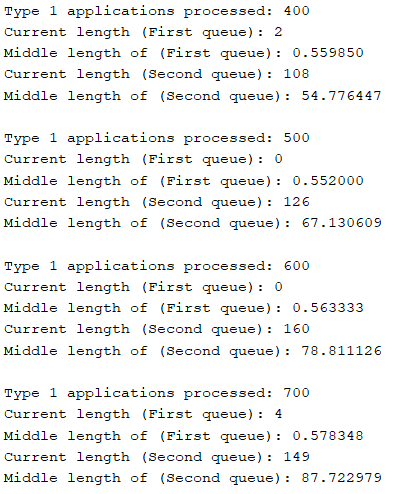 Type 1 applications processed: 400
Current length (First queue): 2
Middle length of (First queue): 0.559850
Current length (Second queue): 108
Middle length of (Second queue): 54.776447
Type 1 applications processed: 500
Current length (First queue): 0
Middle length of (First queue): 0.552000
Current length (Second queue): 126
Middle length of (Second queue): 67.130609
Type 1 applications processed: 600
Current length (First queue): 0
Middle length of (First queue): 0.563333
Current length (Second queue): 160
Middle length of (Second queue): 78.811126
Type 1 applications processed: 700
Current length (First queue): 4
Middle length of (First queue): 0.578348
Current length (Second queue): 149
Middle length of (Second queue): 87.722979